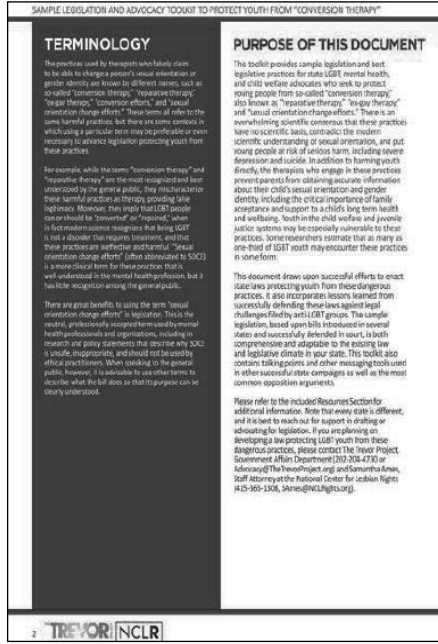 SAMPLE LEGISLATION AND ADVOCACY TOOLKIT TO PROTECT YOUTH FROM "CONVERSION THERAPY"
TERMINOLOGY
The practices used by therapists who falsely claim
to be able to change a person's sexual orientation or
gender identity are known by different names, such as
so-called "conversion therapy," "reparative therapy,"
"ex-gay therapy," "conversion efforts," and "sexual
orientation change efforts." These terms all refer to the
same harmful practices, but there are some contexts in
which using a particular term may be preferable or even
necessary to advance legislation protecting youth from
these practices.
For example, while the terms "conversion therapy" and
"reparative therapy" are the most recognized and best
understood by the general public, they mischaracterize
these harmful practices as therapy, providing false
legitimacy. Moreover, they imply that LGBT people
can or should be "converted" or "repaired," when
in fact modern science recognizes that being LGBT
is not a disorder that requires treatment, and that
these practices are ineffective and harmful. "Sexual
orientation change efforts" (often abbreviated to SOCE)
is a more clinical term for these practices that is
well-understood in the mental health profession, but it
has little recognition among the general public.
There are great benefits to using the term "sexual
orientation change efforts" in legislation. This is the
neutral, professionally accepted term used by mental
health professionals and organizations, including in
research and policy statements that describe why SOCE
is unsafe, inappropriate, and should not be used by
ethical practitioners. When speaking to the general
public, however, it is advisable to use other terms to
describe what the bill does so that its purpose can be
clearly understood.
PURPOSE OF THIS DOCUMENT
This toolkit provides sample legislation and best
legislative practices for state LGBT, mental health,
and child welfare advocates who seek to protect
young people from so-called "conversion therapy,"
also known as "reparative therapy," "ex-gay therapy,"
and "sexual orientation change efforts." There is an
overwhelming scientific consensus that these practices
have no scientific basis, contradict the modern
scientific understanding of sexual orientation, and put
young people at risk of serious harm, including severe
depression and suicide. In addition to harming youth
directly, the therapists who engage in these practices
prevent parents from obtaining accurate information
about their child's sexual orientation and gender
identity, including the critical importance of family
acceptance and support to a child's long term health
and wellbeing. Youth in the child welfare and juvenile
justice systems may be especially vulnerable to these
practices. Some researchers estimate that as many as
one-third of LGBT youth may encounter these practices
in some form.
This document draws upon successful efforts to enact
state laws protecting youth from these dangerous
practices. It also incorporates lessons learned from
successfully defending these laws against legal
challenges filed by anti-LGBT groups. The sample
legislation, based upon bills introduced in several
states and successfully defended in court, is both
comprehensive and adaptable to the existing law
and legislative climate in your state. This toolkit also
contains talking points and other messaging tools used
in other successful state campaigns as well as the most
common opposition arguments.
Please refer to the included Resources Section for
additional information. Note that every state is different,
and it is best to reach out for support in drafting or
advocating for legislation. If you are planning on
developing a law protecting LGBT youth from these
dangerous practices, please contact The Trevor Project
Government Affairs Department (202-204-4730 or
Advocacy@TheTrevorProject.org) and Samantha Ames,
Staff Attorney at the National Center for Lesbian Rights
(415-365-1308, SAmes@NCLRights.org).
2 TREVOR NCLR